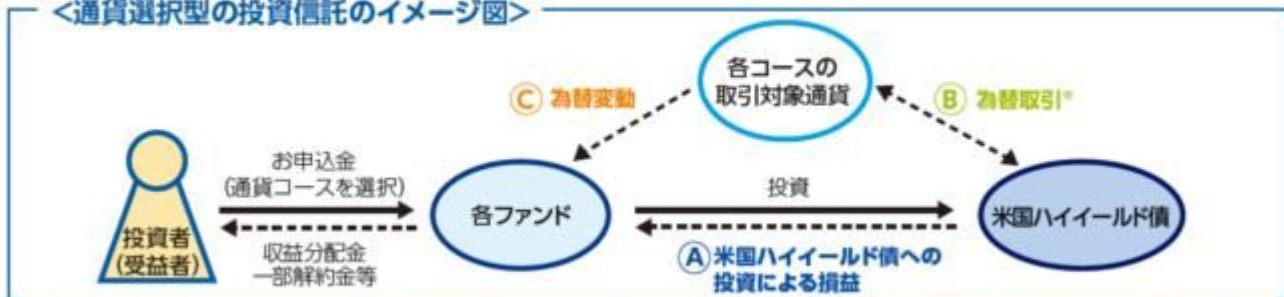 <通貨選択型の投資信託のイメージ図>
各コースの
取引対象通貨
Ⓒ 為替変動
Ⓑ 為替取引※
お申込金
(通貨コースを選択)
投資
投資者
(受益者)
各ファンド
米国ハイイールド債
収益分配金
一部解約金等
Ⓐ 米国ハイイールド債への
投資による損益